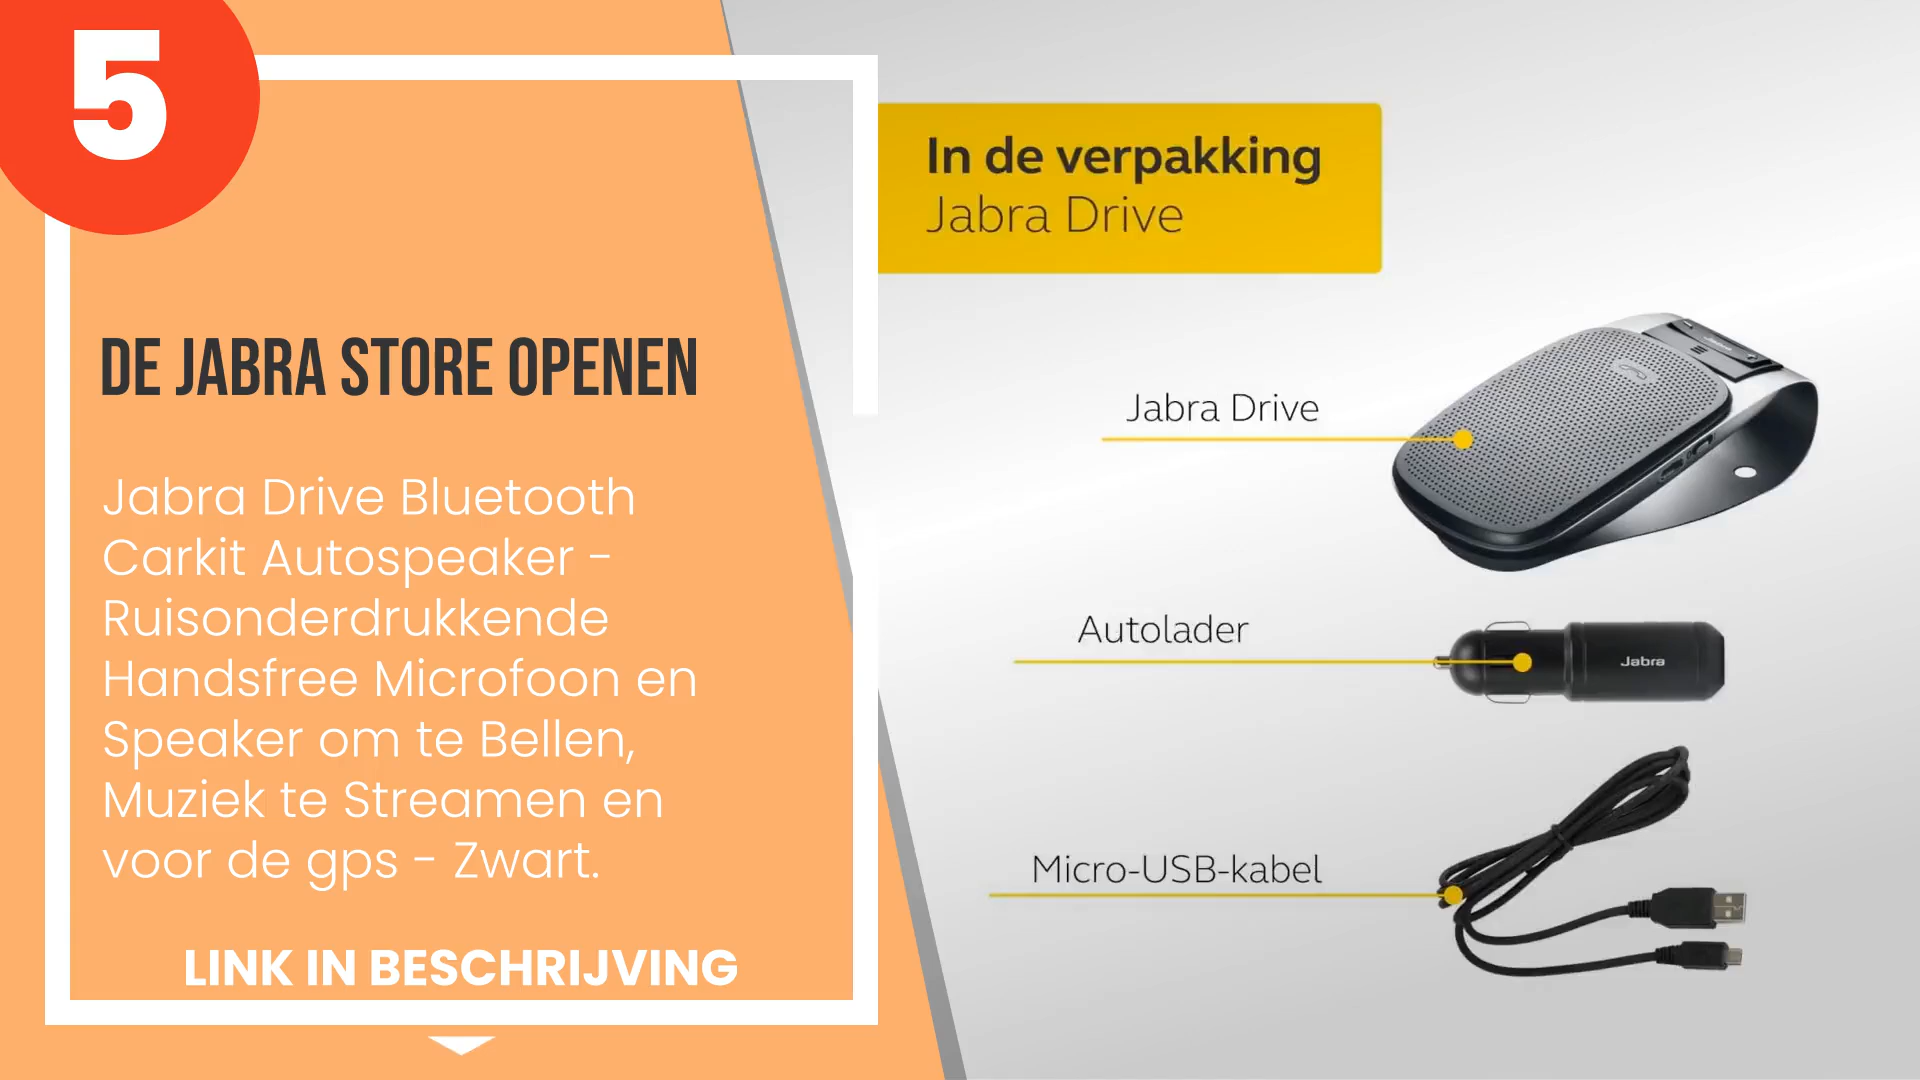 5
DE JABRA STORE OPENEN
Jabra Drive Bluetooth
Carkit Autospeaker -
Ruisonderdrukkende
Handsfree Microfoon en
Speaker om te Bellen,
Muziek te Streamen en
voor de gps - Zwart.
LINK IN BESCHRIJVING
In de verpakking
Jabra Drive
Jabra Drive
Autolader
Jabra
Micro-USB-kabel